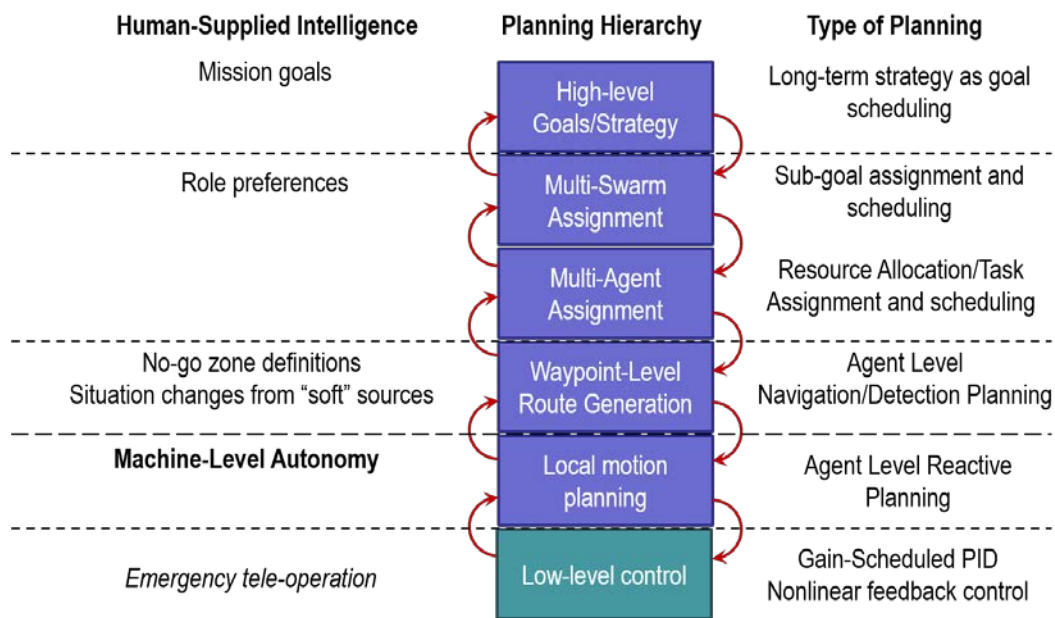 Human-Supplied Intelligence
Planning Hierarchy
Type of Planning
Mission goals
High-level
Goals/Strategy
Long-term strategy as goal
scheduling
Role preferences
Multi-Swarm
Assignment
Sub-goal assignment and
scheduling
Multi-Agent
Assignment
Resource Allocation/Task
Assignment and scheduling
No-go zone definitions
Situation changes from “soft” sources
Waypoint-Level
Route Generation
Agent Level
Navigation/Detection Planning
Machine-Level Autonomy
Local motion
planning
Agent Level Reactive
Planning
Emergency tele-operation
Low-level control
Gain-Scheduled PID
Nonlinear feedback control